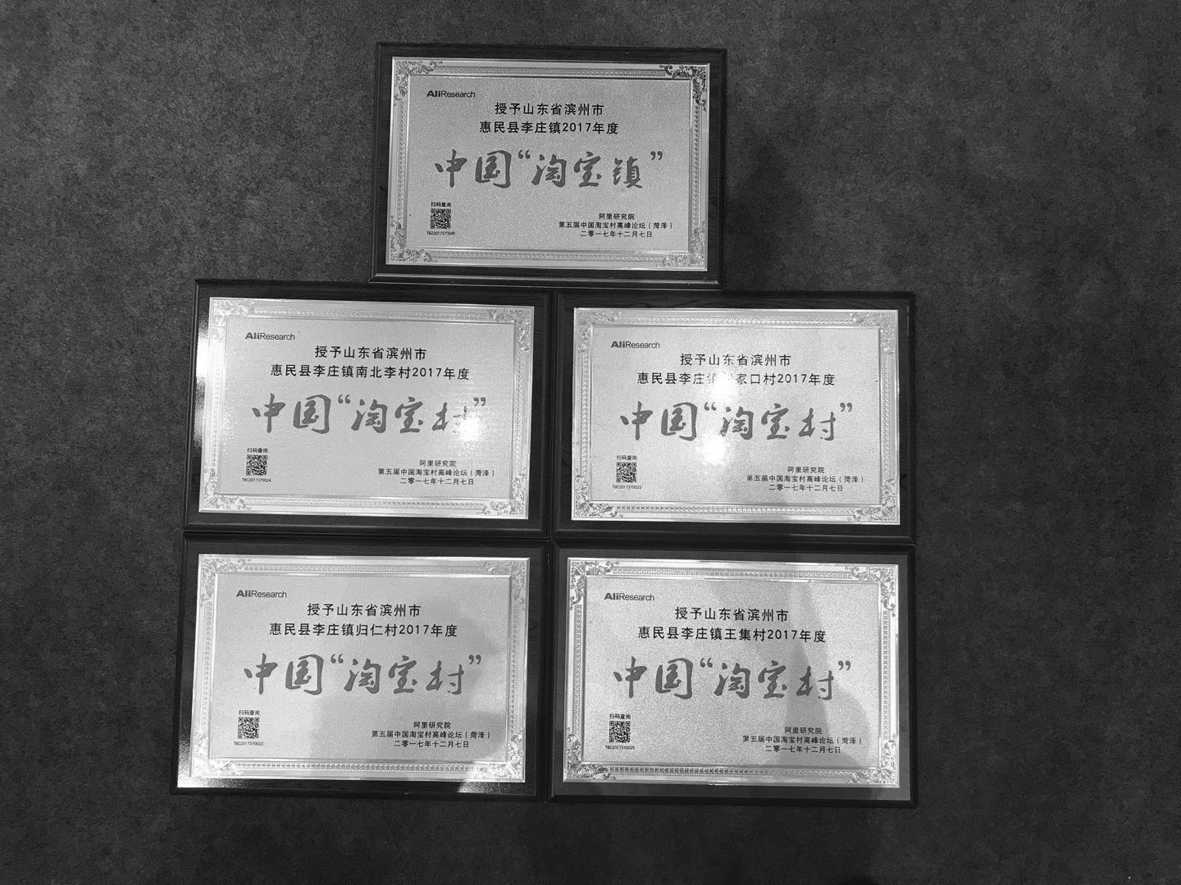 AliResearch
授予山东省滨州市
惠民县李庄镇2017年度
中国“淘宝镇”
扫码查询
阿里研究院
第五届中国淘宝村高峰论坛（菏泽）
二零一七年十二月七日
AliResearch
授予山东省滨州市
惠民县李庄镇南北李村2017年度
中国“淘宝村”
扫码查询
阿里研究院
第五届中国淘宝村高峰论坛（菏泽）
二零一七年十二月七日
AliResearch
授予山东省滨州市
惠民县李庄 家口村2017年度
中国“淘宝村”
扫码查询
阿里研究院
第五届中国淘宝村高峰论坛（菏泽）
二零一七年十二月七日
AliResearch
授予山东省滨州市
惠民县李庄镇归仁村2017年度
中国“淘宝村”
扫码查询
阿里研究院
第五届中国淘宝村高峰论坛（菏泽）
二零一七年十二月七日
AliResearch
授予山东省滨州市
惠民县李庄镇王集村2017年度
中国“淘宝村”
扫码查询
阿里研究院
第五届中国淘宝村高峰论坛（菏泽）
二零一七年十二月七日